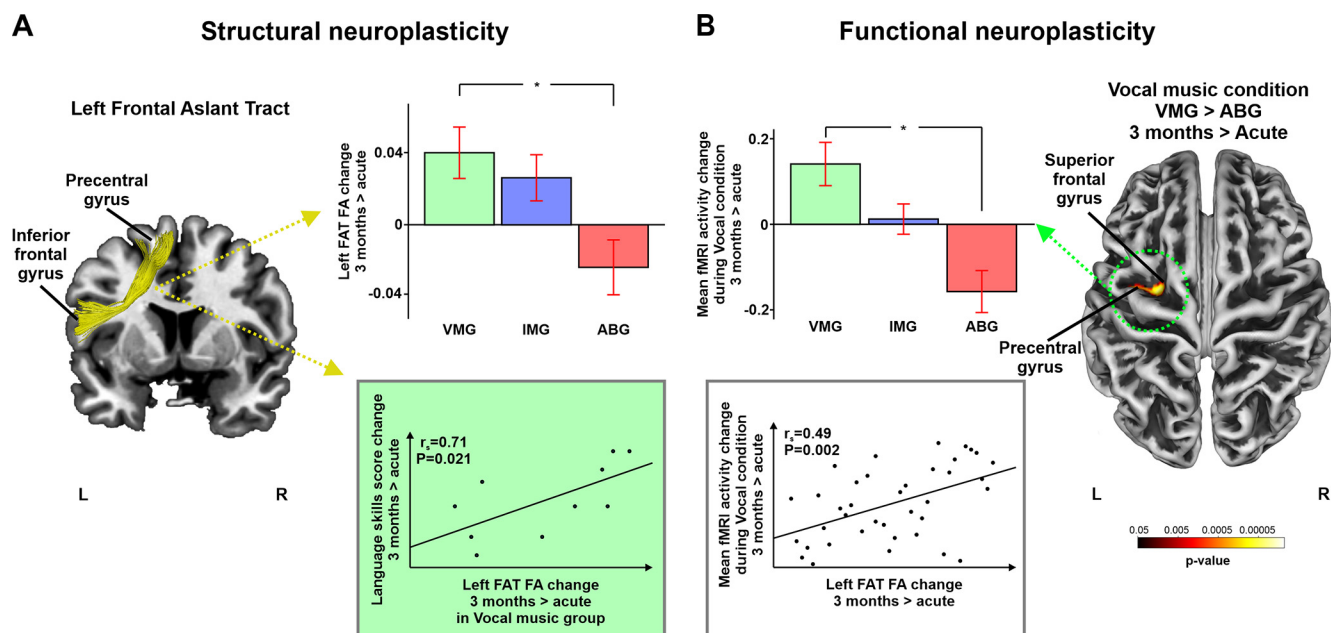 A
Structural neuroplasticity
Left Frontal Aslant Tract
Precentral
gyrus
Inferior
frontal
gyrus
L
R
Left FAT FA change
3 months > acute
0.04
0
-0.04
*
VMG
IMG
ABG
Language skills score change
3 months > acute
rs=0.71
P=0.021
Left FAT FA change
3 months > acute
in Vocal music group
B
Functional neuroplasticity
Mean fMRI activity change
during Vocal condition
3 months > acute
0.2
0
-0.2
*
VMG
IMG
ABG
Vocal music condition
VMG > ABG
3 months > Acute
Superior
frontal
gyrus
Precentral
gyrus
Mean fMRI activity change
during Vocal condition
3 months > acute
rs=0.49
P=0.002
Left FAT FA change
3 months > acute
L
R
0.05 0.005 0.0005 0.00005
p-value